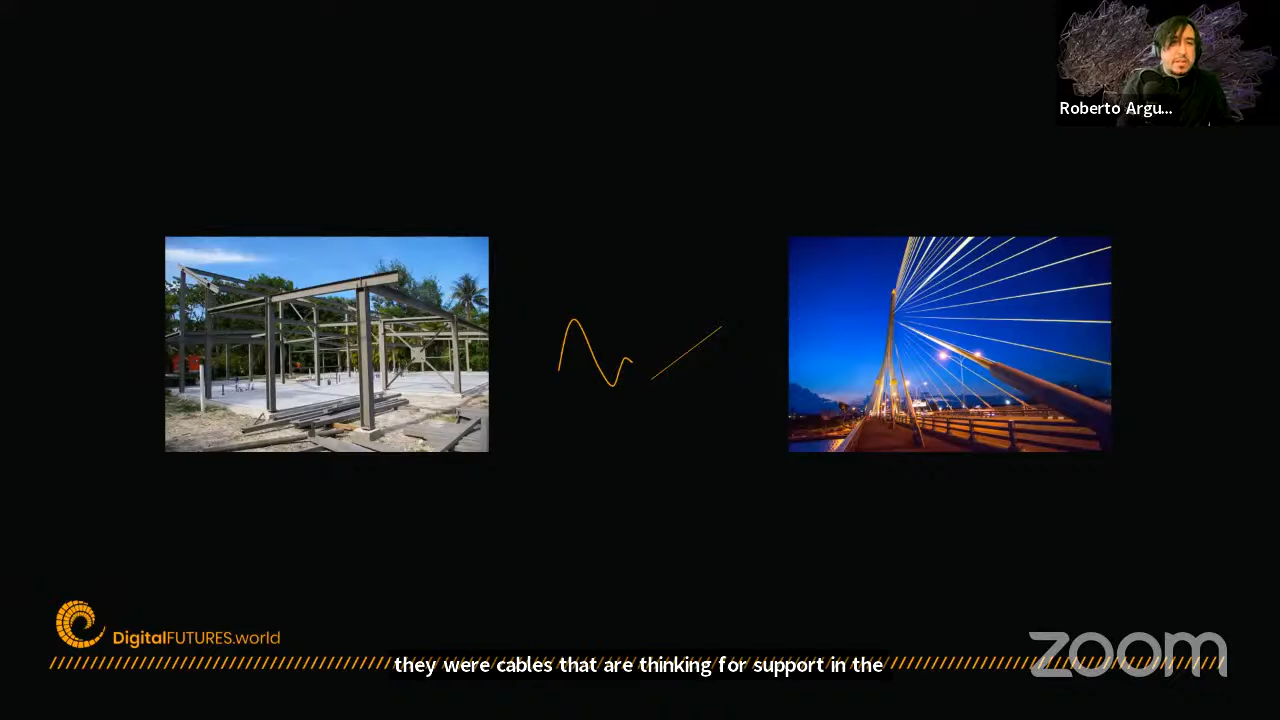 Roberto Argu...
DigitalFUTURES.world
they were cables that are thinking for support in the
zoom